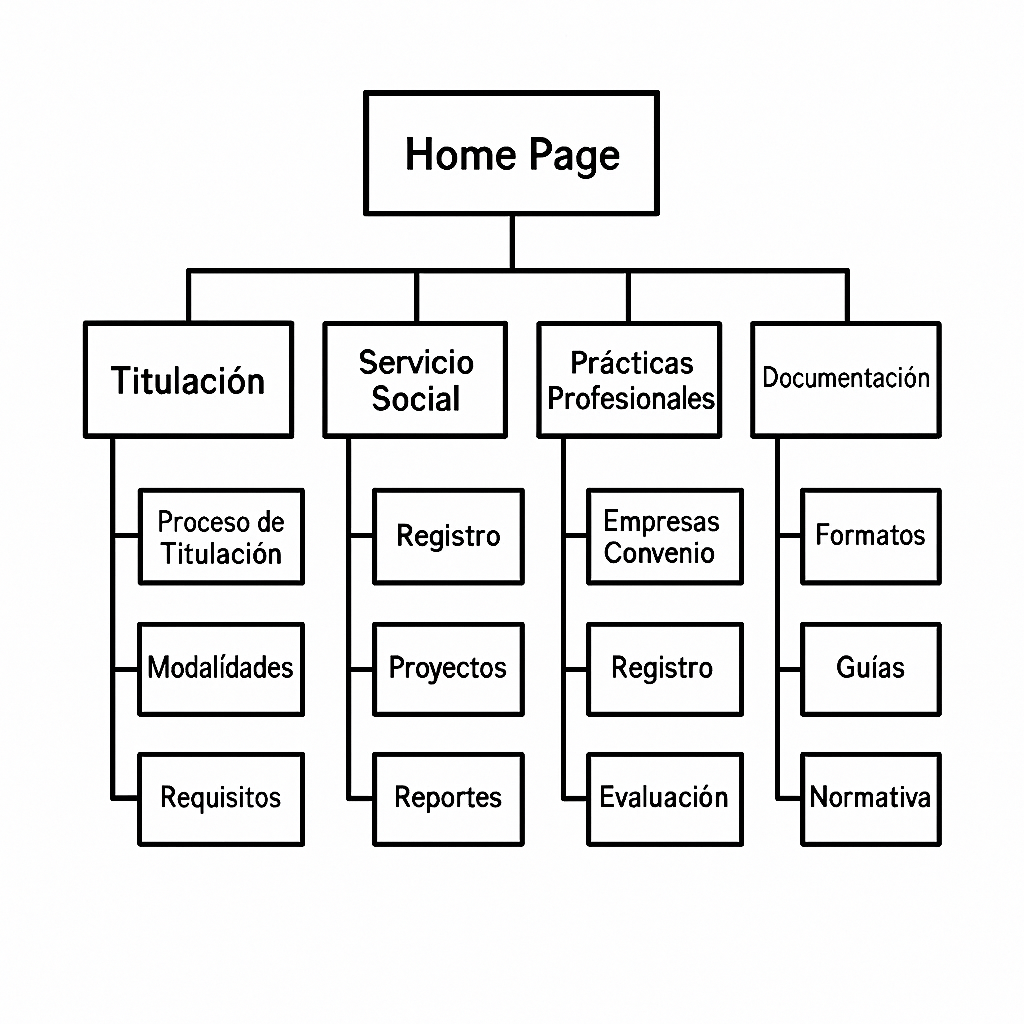 Home Page
Titulación
Servicio
Social
Prácticas
Profesionales
Documentación
Proceso de
Titulación
Modalídades
Requisitos
Registro
Proyectos
Reportes
Empresas
Convenio
Registro
Evaluación
Formatos
Guías
Normativa